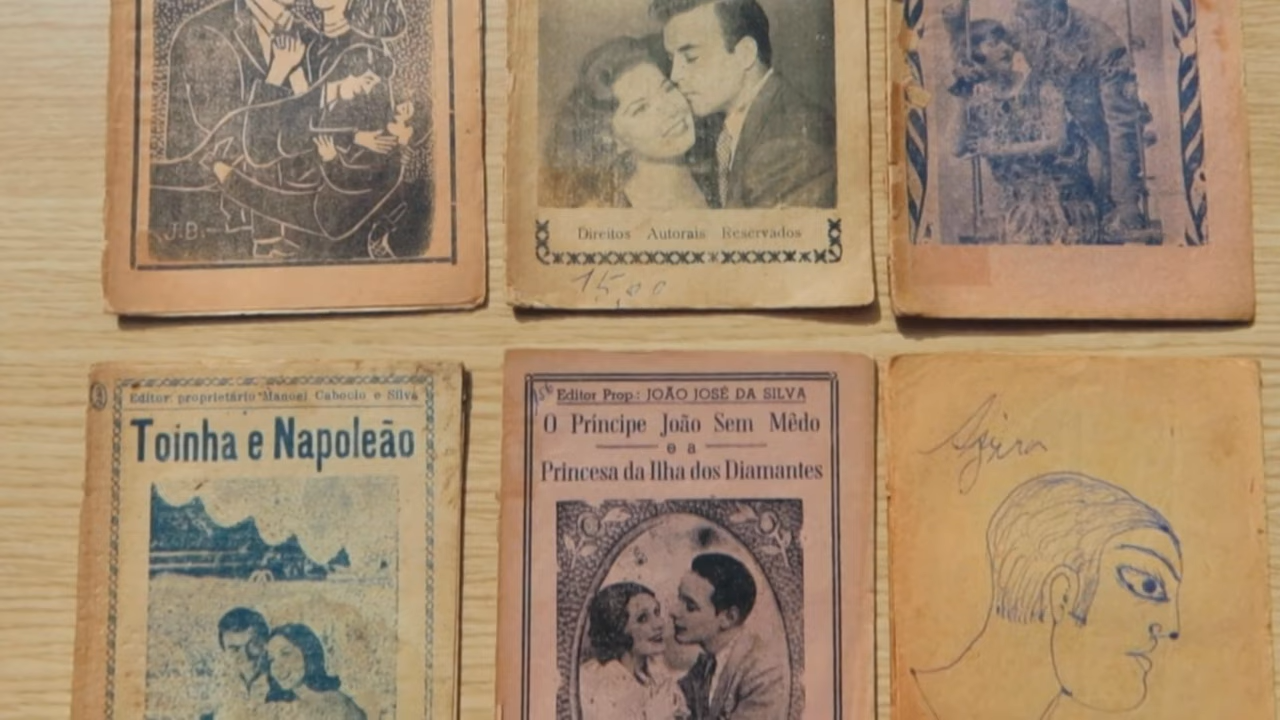 J.B.
Direitos Autorais Reservados
15,00
Editor proprietário Manoel Caboclo e Silva
Toinha e Napoleão
Editor Prop: JOÃO JOSÉ DA SILVA
O Príncipe João Sem Mêdo
e a
Princesa da Ilha dos Diamantes